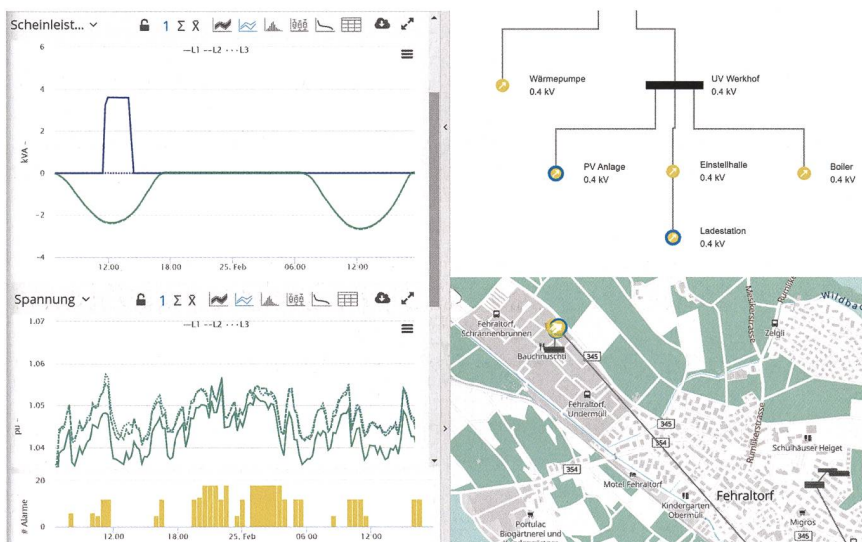 Scheinleist...
1 Σ x̄
6
—L1 --L2 ···L3
4
2
kVA -
0
-2
-4
12.00 18.00 25. Feb 06:00 12:00
Spannung
1 Σ x̄
1.07
—L1 --L2 ···L3
1.06
1.05
pu -
1.04
20
# Alarme
0
12.00 18.00 25. Feb 06:00 12:00
Wärmepumpe
0.4 kV
UV Werkhof
0.4 kV
PV Anlage
0.4 kV
Einstellhalle
0.4 kV
Boiler
0.4 kV
Ladestation
0.4 kV
Fehraltorf,
Schrannenbrunnen
Bauchnüschti
345
Fehraltorf,
Undermüli
345
354
354
Motel Fehraltorf
Fehraltorf
Kindergarten
Obermüli
Portulac
Biogärtnerei und
Zelgli
Rumlikerstrasse
Schulhäuser Heiget
Migros
345